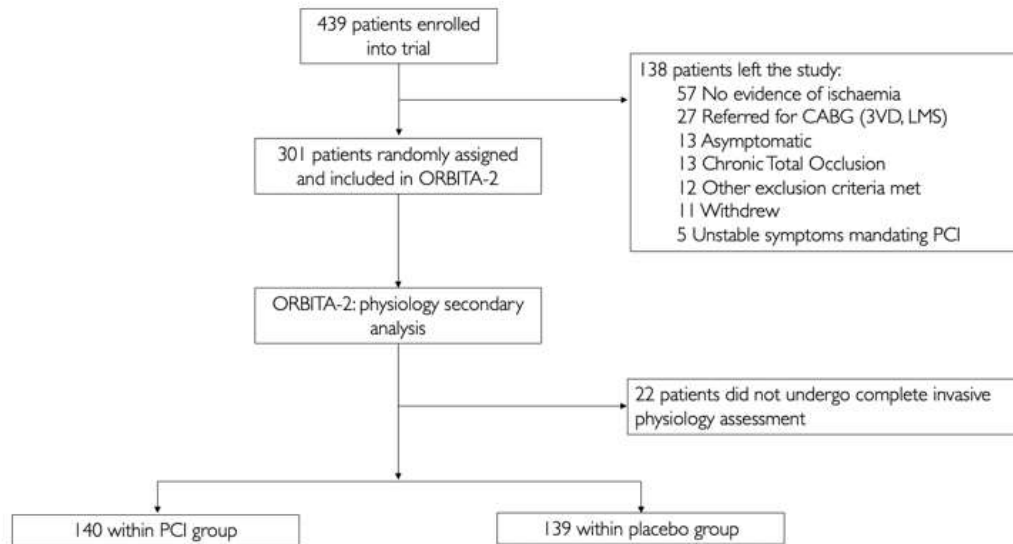 439 patients enrolled
into trial
138 patients left the study:
57 No evidence of ischaemia
27 Referred for CABG (3VD, LMS)
13 Asymptomatic
13 Chronic Total Occlusion
12 Other exclusion criteria met
11 Withdrew
5 Unstable symptoms mandating PCI
301 patients randomly assigned
and included in ORBITA-2
ORBITA-2: physiology secondary
analysis
22 patients did not undergo complete invasive
physiology assessment
140 within PCI group
139 within placebo group